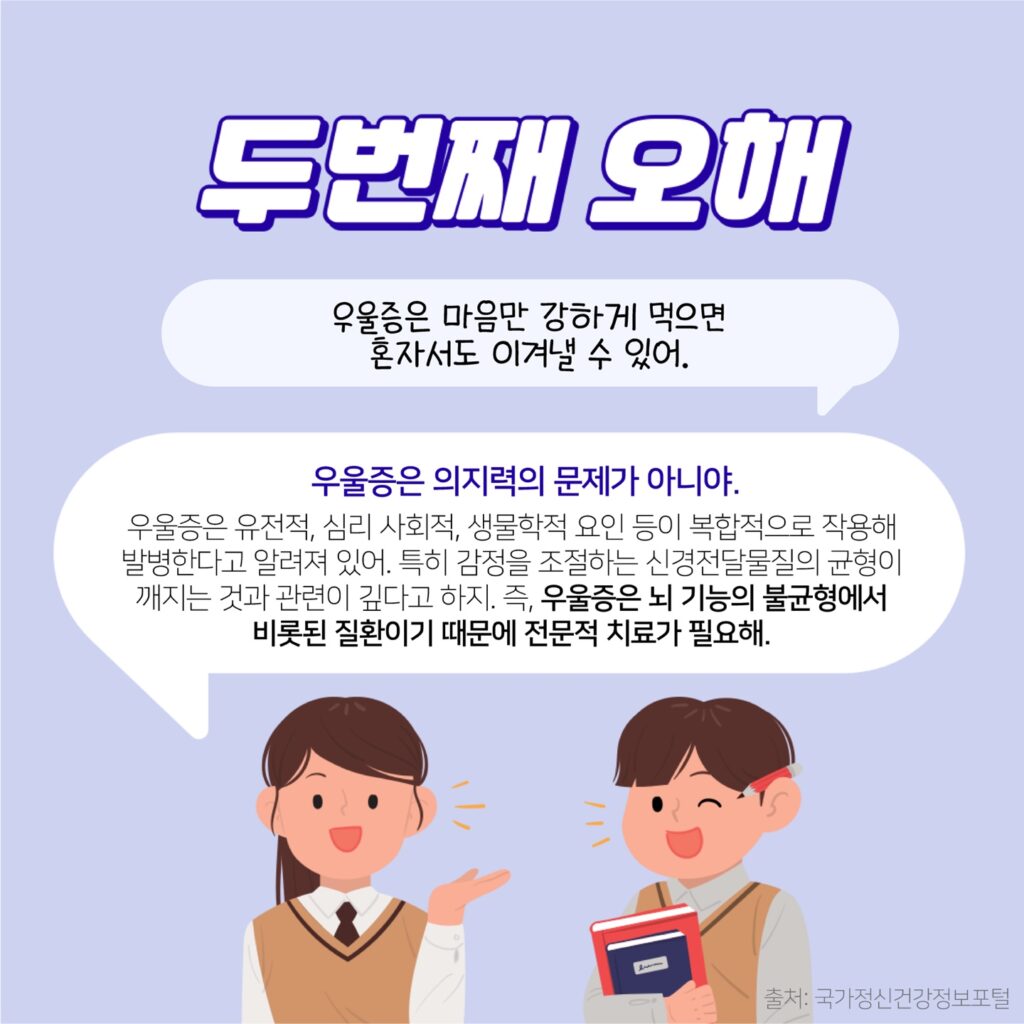 두번째 오해
우울증은 마음만 강하게 먹으면
혼자서도 이겨낼 수 있어.
우울증은 의지력의 문제가 아니야.
우울증은 유전적, 심리 사회적, 생물학적 요인 등이 복합적으로 작용해
발병한다고 알려져 있어. 특히 감정을 조절하는 신경전달물질의 균형이
깨지는 것과 관련이 깊다고 하지. 즉, 우울증은 뇌 기능의 불균형에서
비롯된 질환이기 때문에 전문적 치료가 필요해.
출처: 국가정신건강정보포털